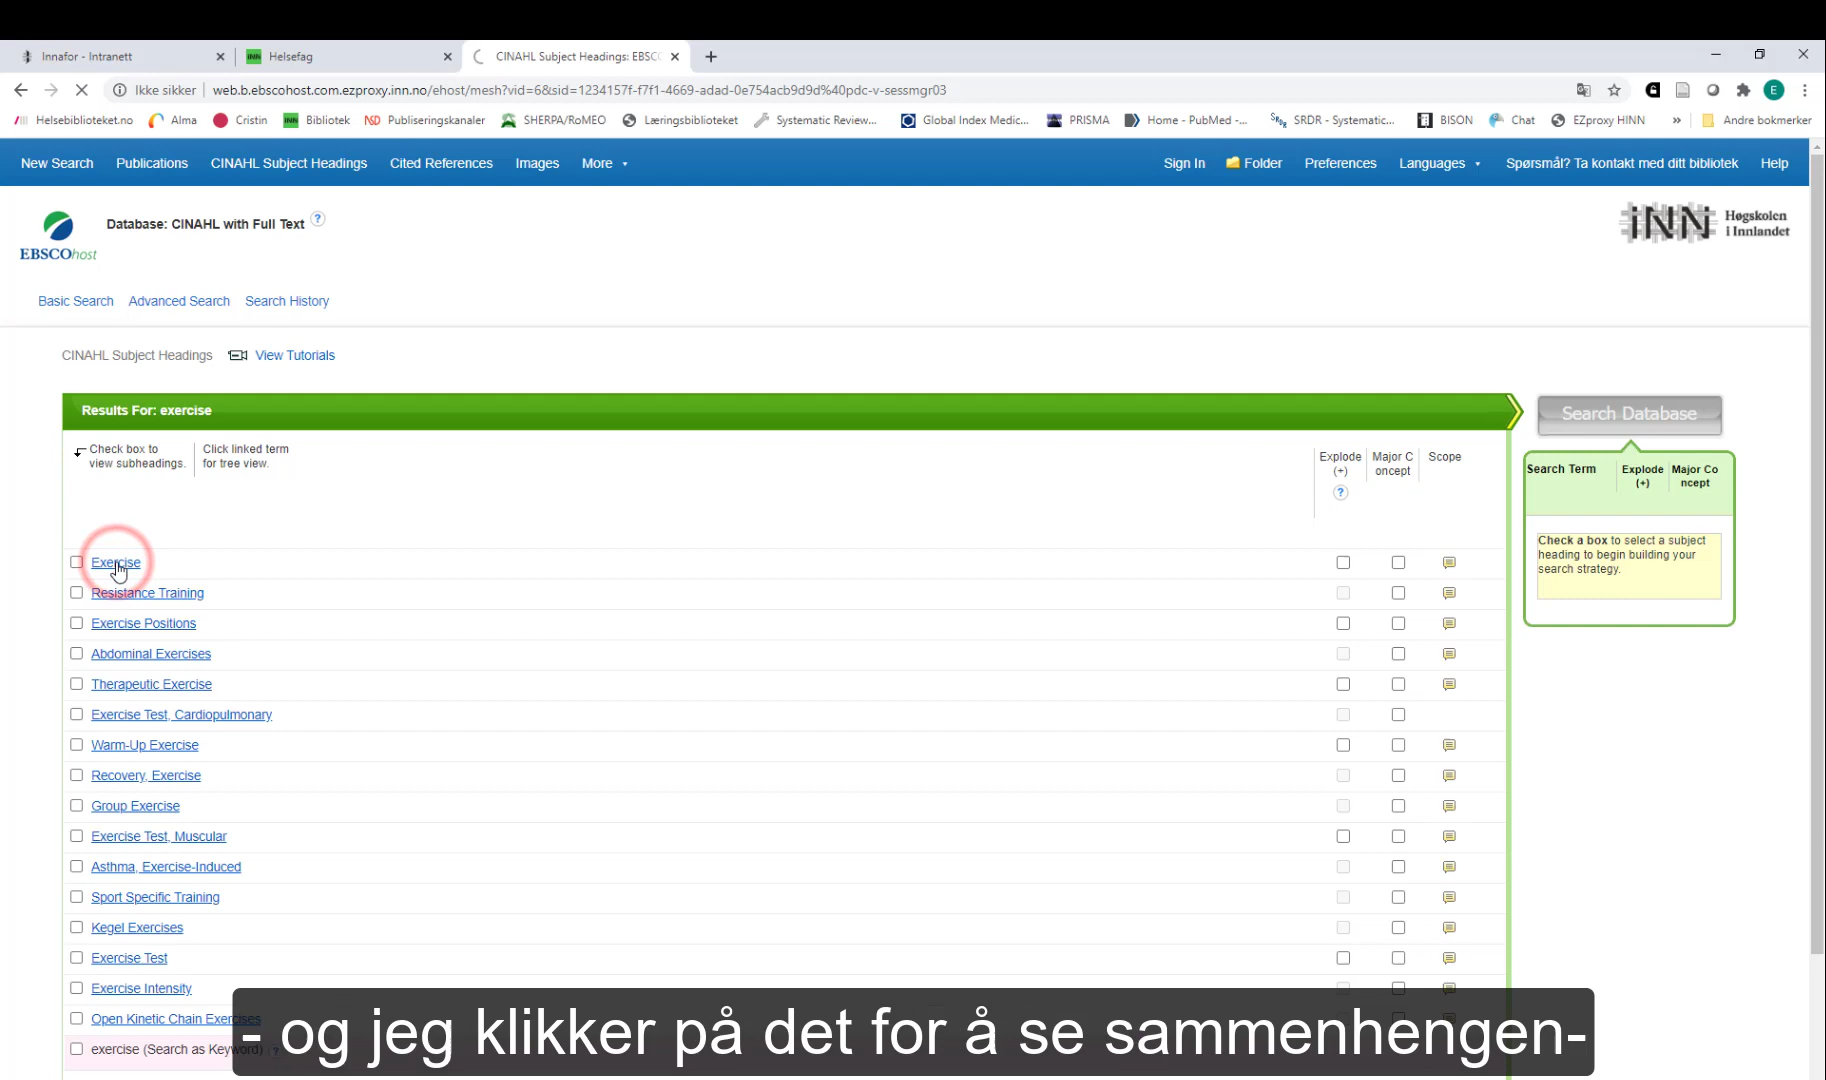 Innafor - Intranett
INN Helsefag
CINAHL Subject Headings: EBSCO
Ikke sikker web.b.ebscohost.com.ezproxy.inn.no/ehost/mesh?vid=6&sid=1234157f-f7f1-4669-adad-0e754acb9d9d%40pdc-v-sessmgr03
E
Helsebiblioteket.no Alma Cristin INN Bibliotek NSD Publiseringskanaler SHERPA/RoMEO Læringsbiblioteket Systematic Review... Global Index Medic... PRISMA Home - PubMed -... SRDR - Systematic... BISON Chat EZproxy HINN » Andre bokmerker
New Search Publications CINAHL Subject Headings Cited References Images More Sign In Folder Preferences Languages Spørsmål? Ta kontakt med ditt bibliotek Help
EBSCOhost
Database: CINAHL with Full Text ?
iNN Høgskolen
i Innlandet
Basic Search Advanced Search Search History
CINAHL Subject Headings View Tutorials
Results For: exercise
Check box to
view subheadings.
Click linked term
for tree view.
Explode
(+)
?
Major C
oncept
Scope
Exercise
Resistance Training
Exercise Positions
Abdominal Exercises
Therapeutic Exercise
Exercise Test, Cardiopulmonary
Warm-Up Exercise
Recovery, Exercise
Group Exercise
Exercise Test, Muscular
Asthma, Exercise-Induced
Sport Specific Training
Kegel Exercises
Exercise Test
Exercise Intensity
Open Kinetic Chain Exercises
exercise (Search as Keyword) ?
Search Database
Search Term
Explode
(+)
Major Co
ncept
Check a box to select a subject
heading to begin building your
search strategy.
- og jeg klikker på det for å se sammenhengen-